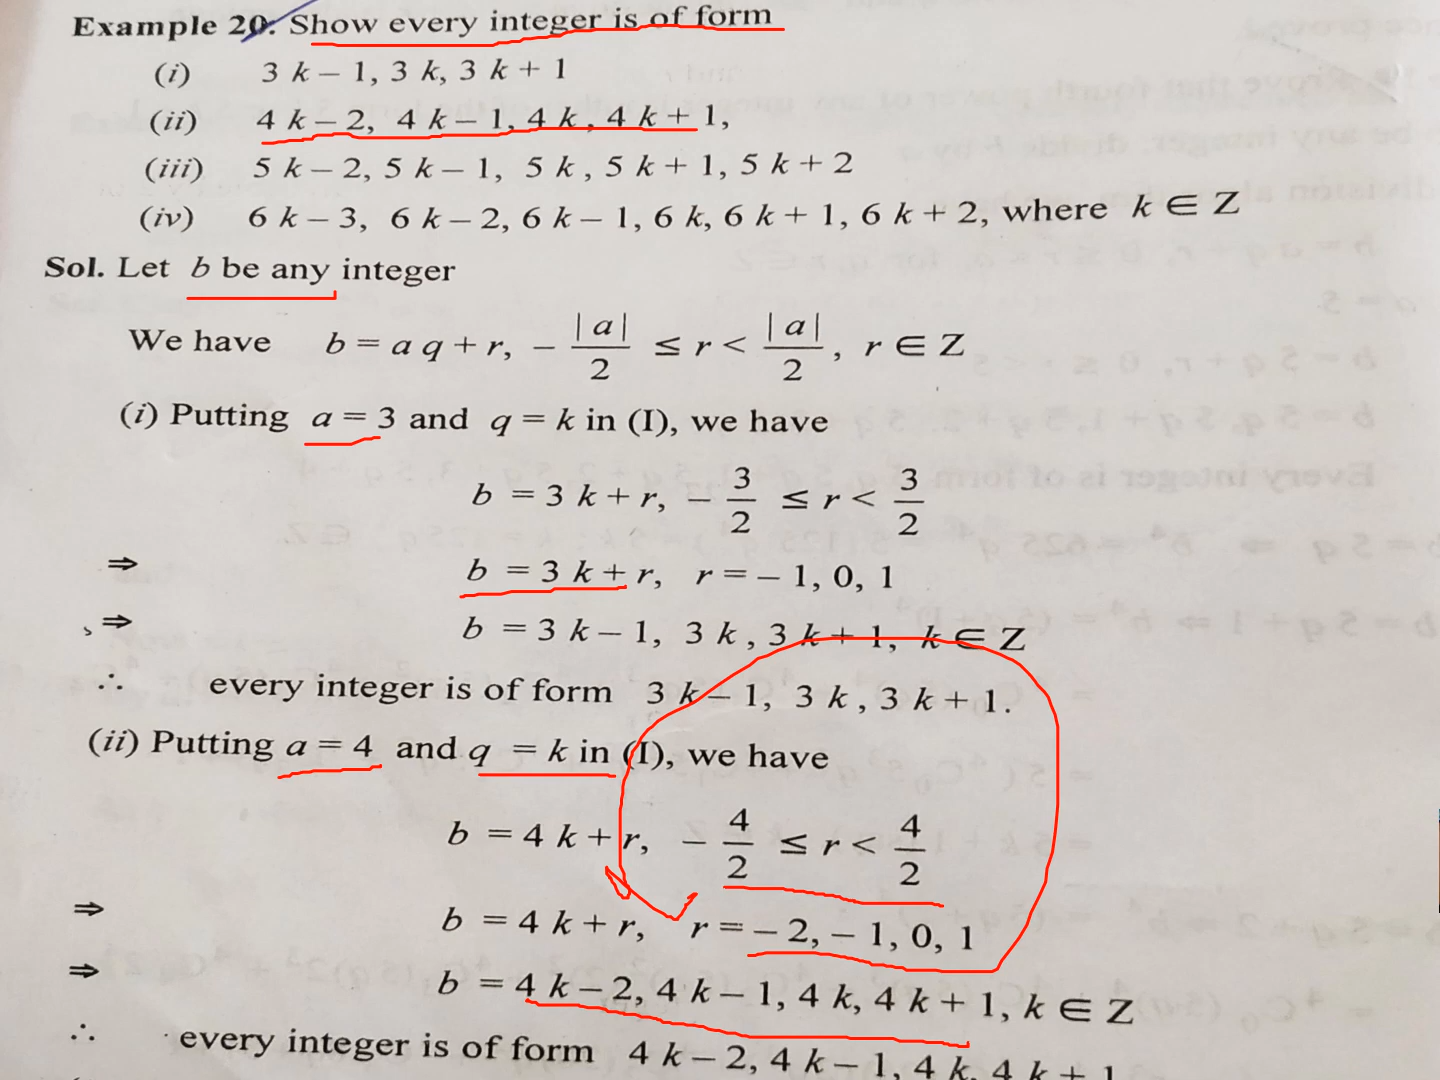 Example 20. Show every integer is of form
(i) 3 k – 1, 3 k, 3 k + 1
(ii) 4 k – 2, 4 k – 1, 4 k , 4 k + 1,
(iii) 5 k – 2, 5 k – 1, 5 k , 5 k + 1, 5 k + 2
(iv) 6 k – 3, 6 k – 2, 6 k – 1, 6 k, 6 k + 1, 6 k + 2, where k ∈ Z
Sol. Let b be any integer
We have b = a q + r, – | a | / 2 ≤ r < | a | / 2 , r ∈ Z
(i) Putting a = 3 and q = k in (I), we have
b = 3 k + r, – 3/2 ≤ r < 3/2
⇒ b = 3 k + r, r = – 1, 0, 1
⇒ b = 3 k – 1, 3 k , 3 k + 1, k ∈ Z
∴ every integer is of form 3 k – 1, 3 k , 3 k + 1.
(ii) Putting a = 4 and q = k in (I), we have
b = 4 k + r, – 4/2 ≤ r < 4/2
⇒ b = 4 k + r, r = – 2, – 1, 0, 1
⇒ b = 4 k – 2, 4 k – 1, 4 k, 4 k + 1, k ∈ Z
∴ every integer is of form 4 k – 2, 4 k – 1, 4 k, 4 k + 1